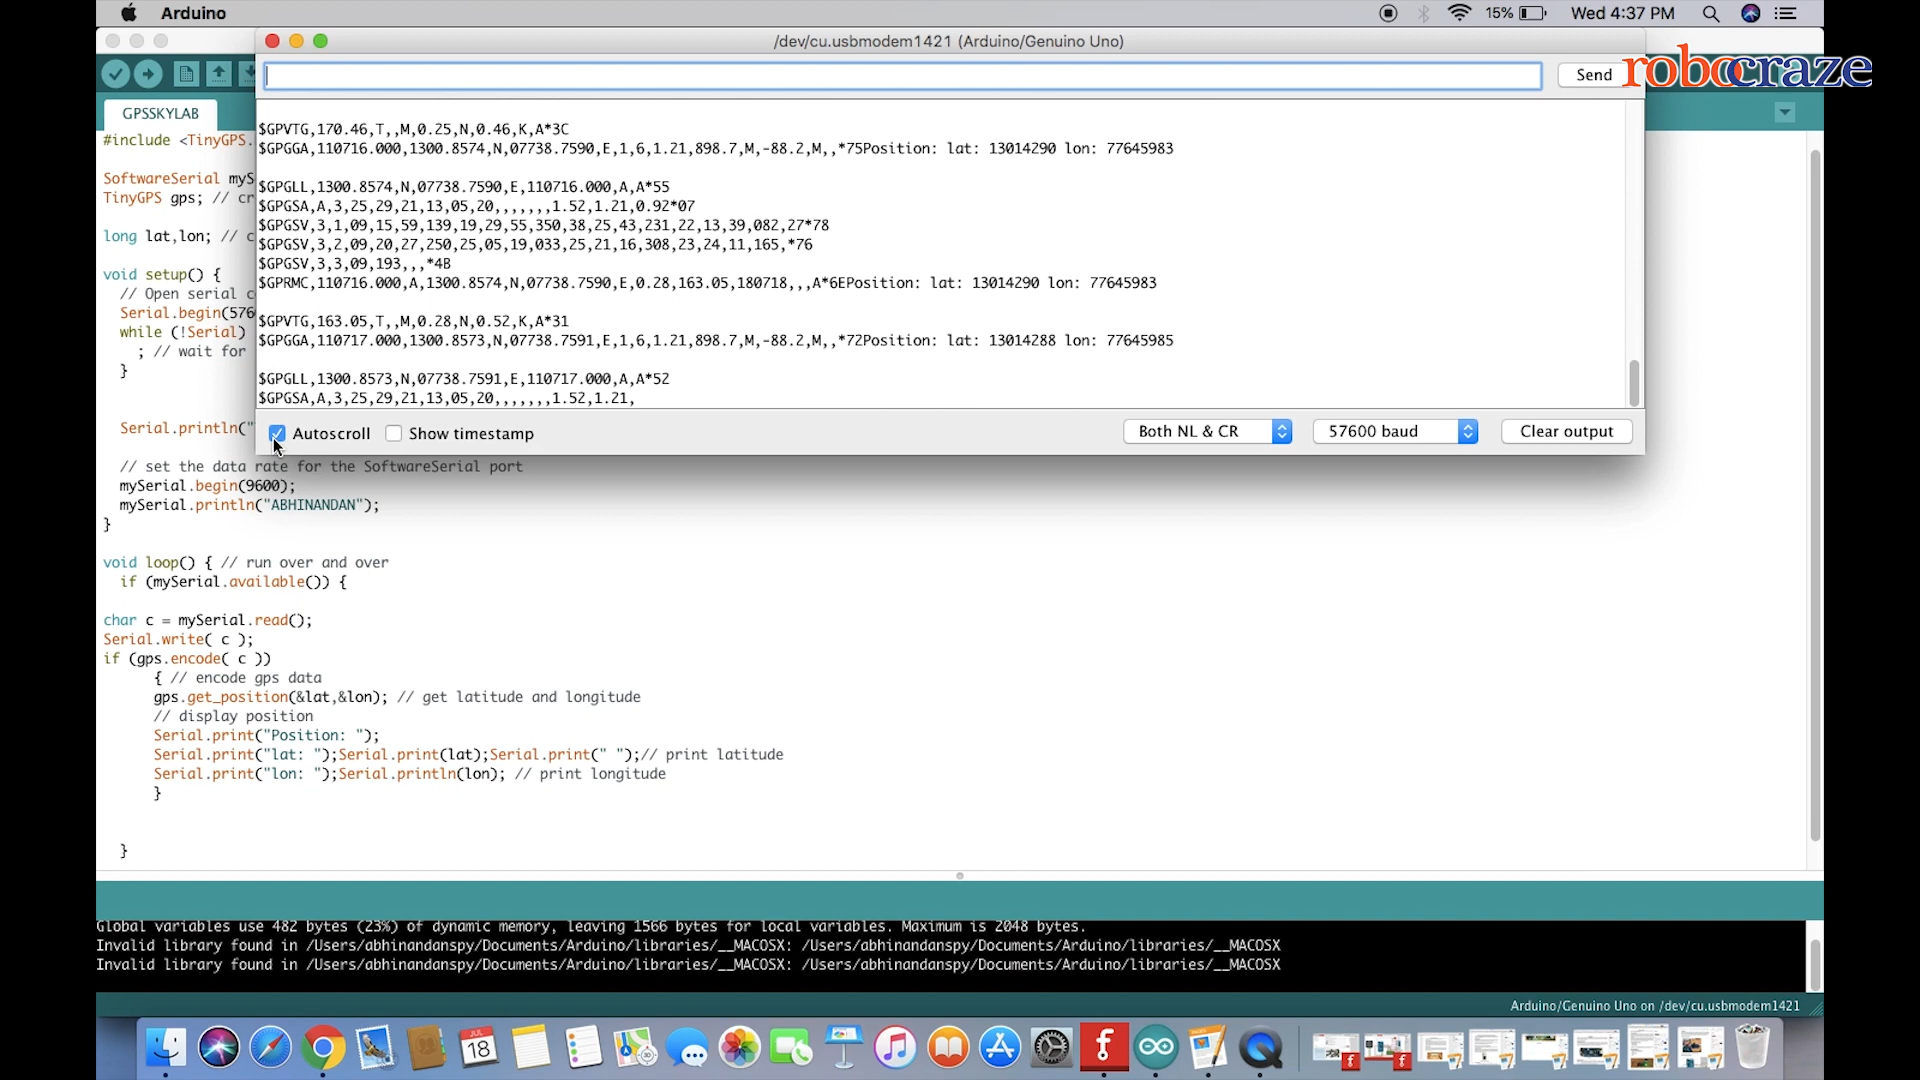 Arduino
15%
Wed 4:37 PM
/dev/cu.usbmodem1421 (Arduino/Genuino Uno)
Send
robocraze
GPSSKYLAB
$GPVTG,170.46,T,,M,0.25,N,0.46,K,A*3C
$GPGGA,110716.000,1300.8574,N,07738.7590,E,1,6,1.21,898.7,M,-88.2,M,,*75Position: lat: 13014290 lon: 77645983
$GPGLL,1300.8574,N,07738.7590,E,110716.000,A,A*55
$GPGSA,A,3,25,29,21,13,05,20,,,,,,,1.52,1.21,0.92*07
$GPGSV,3,1,09,15,59,139,19,29,55,350,38,25,43,231,22,13,39,082,27*78
$GPGSV,3,2,09,20,27,250,25,05,19,033,25,21,16,308,23,24,11,165,*76
$GPGSV,3,3,09,193,,,*4B
$GPRMC,110716.000,A,1300.8574,N,07738.7590,E,0.28,163.05,180718,,,A*6EPosition: lat: 13014290 lon: 77645983
$GPVTG,163.05,T,,M,0.28,N,0.52,K,A*31
$GPGGA,110717.000,1300.8573,N,07738.7591,E,1,6,1.21,898.7,M,-88.2,M,,*72Position: lat: 13014288 lon: 77645985
$GPGLL,1300.8573,N,07738.7591,E,110717.000,A,A*52
$GPGSA,A,3,25,29,21,13,05,20,,,,,,,1.52,1.21,
Autoscroll
Show timestamp
Both NL & CR
57600 baud
Clear output
#include <TinyGPS.
SoftwareSerial myS
TinyGPS gps; // cr
long lat,lon; // c
void setup() {
// Open serial c
Serial.begin(576
while (!Serial)
; // wait for
}
Serial.println("
// set the data rate for the SoftwareSerial port
mySerial.begin(9600);
mySerial.println("ABHINANDAN");
}
void loop() { // run over and over
if (mySerial.available()) {
char c = mySerial.read();
Serial.write( c );
if (gps.encode( c ))
{ // encode gps data
gps.get_position(&lat,&lon); // get latitude and longitude
// display position
Serial.print("Position: ");
Serial.print("lat: ");Serial.print(lat);Serial.print(" ");// print latitude
Serial.print("lon: ");Serial.println(lon); // print longitude
}
}
Global variables use 482 bytes (23%) of dynamic memory, leaving 1566 bytes for local variables. Maximum is 2048 bytes.
Invalid library found in /Users/abhinandanspy/Documents/Arduino/libraries/__MACOSX: /Users/abhinandanspy/Documents/Arduino/libraries/__MACOSX
Invalid library found in /Users/abhinandanspy/Documents/Arduino/libraries/__MACOSX: /Users/abhinandanspy/Documents/Arduino/libraries/__MACOSX
Arduino/Genuino Uno on /dev/cu.usbmodem1421
JUL
18